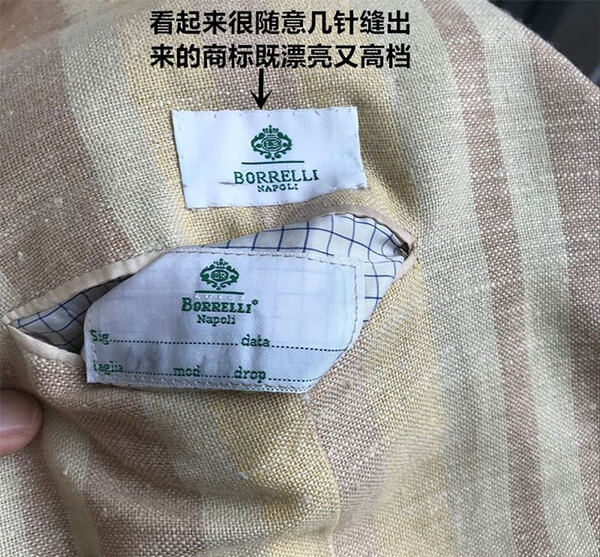 看起来很随意几针缝出
来的商标既漂亮又高档
BORRELLI
NAPOLI
BORRELLI®
Napoli
Sig. data
taglia mod drop